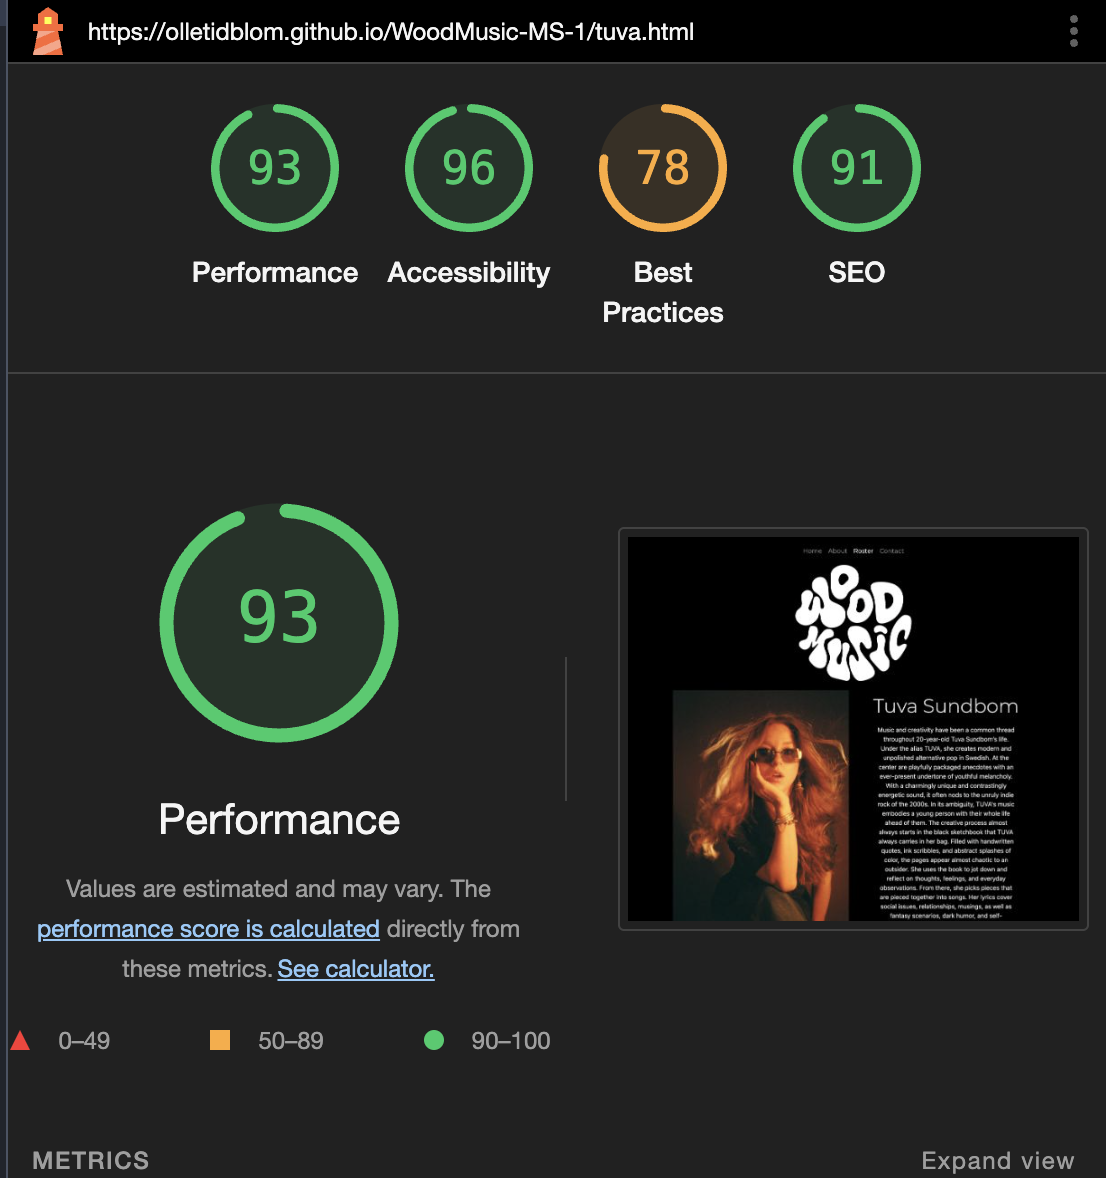 https://olletidblom.github.io/WoodMusic-MS-1/tuva.html
93
96
78
91
Performance
Accessibility
Best
Practices
SEO
93
Performance
Values are estimated and may vary. The
performance score is calculated directly from
these metrics. See calculator.
0–49
50–89
90–100
Home About Roster Contact
WOOD
MUSIC
Tuva Sundbom
Music and creativity have been a common thread
throughout 20-year-old Tuva Sundbom's life.
Under the alias TUVA, she creates modern and
unpolished alternative pop in Swedish. At the
center are playfully packaged anecdotes with an
ever-present undertone of youthful melancholy.
With a charmingly unique and contrastingly
energetic sound, it often nods to the unruly indie
rock of the 2000s. In its ambiguity, TUVA's music
embodies a young person with their whole life
ahead of them. The creative process almost
always starts in the black sketchbook that TUVA
always carries in her bag. Filled with handwritten
quotes, ink scribbles, and abstract splashes of
color, the pages appear almost chaotic to an
outsider. She uses the book to jot down and
reflect on thoughts, feelings, and everyday
observations. From there, she picks pieces that
are pieced together into songs. Her lyrics cover
social issues, relationships, musings, as well as
fantasy scenarios, dark humor, and self-
METRICS
Expand view